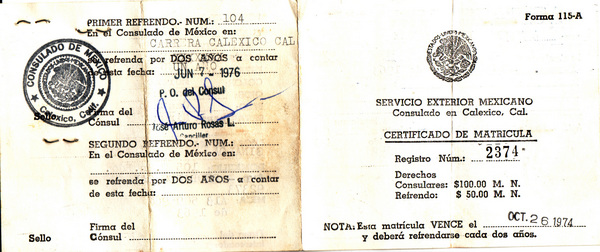 PRIMER REFRENDO.- NUM.: 104
En el Consulado de México en:
CARRERA CALEXICO CAL
se refrenda por DOS AÑOS a contar
UN AÑO
de esta fecha:
JUN 7 - 1976
P. O. del Cónsul
Firma del
Cónsul
José Arturo Rosas L.
Canciller
Sello
CONSULADO DE MEXICO
Calexico, Calif.
SEGUNDO REFRENDO.- NUM.:
En el Consulado de México en:
se refrenda por DOS AÑOS a contar
de esta fecha:
Sello
Firma del
Cónsul
Forma 115-A
ESTADOS UNIDOS MEXICANOS
SERVICIO EXTERIOR MEXICANO
Consulado en Calexico, Cal.
CERTIFICADO DE MATRICULA
Registro Núm.: 2374
Derechos
Consulares: $100.00 M. N.
Refrendo: $ 50.00 M. N.
OCT. 26 1974
NOTA: Esta matrícula VENCE el
y deberá refrendarse cada dos años.